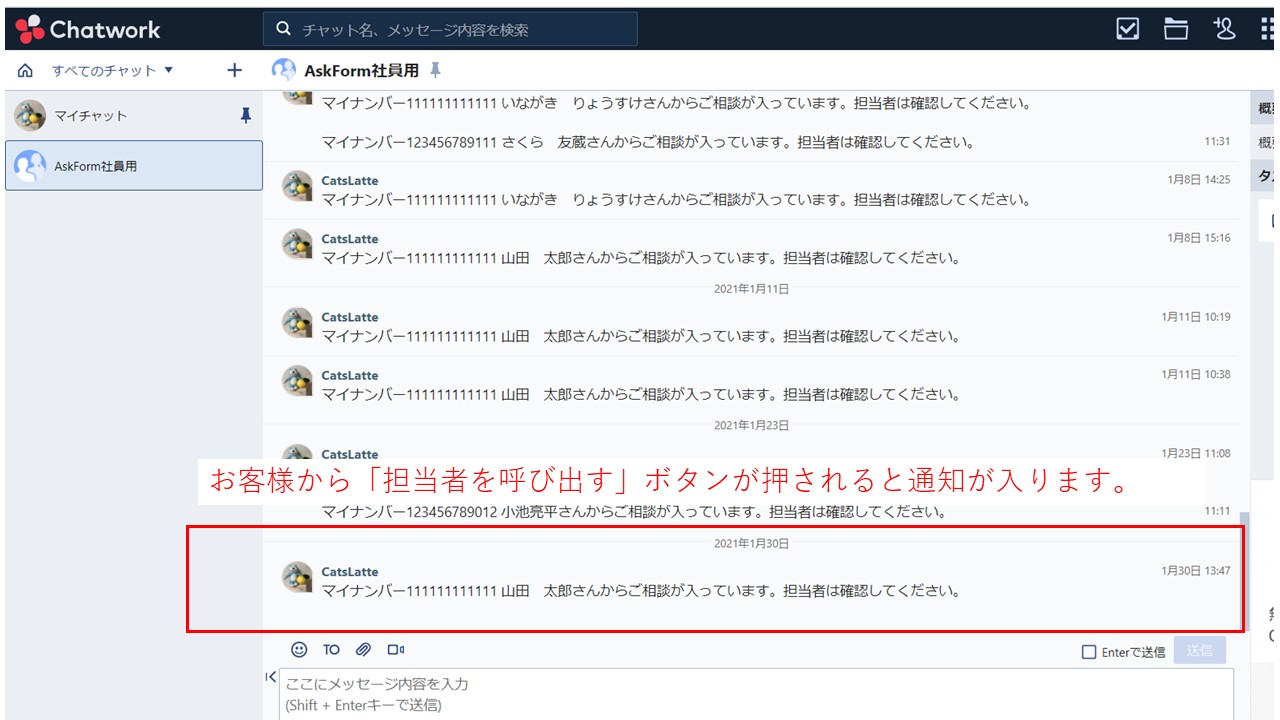 Chatwork
チャット名、メッセージ内容を検索
すべてのチャット
AskForm社員用
マイチャット
AskForm社員用
マイナンバー111111111111 いながき　りょうすけさんからご相談が入っています。担当者は確認してください。
マイナンバー123456789111 さくら　友蔵さんからご相談が入っています。担当者は確認してください。
11:31
CatsLatte
1月8日 14:25
マイナンバー111111111111 いながき　りょうすけさんからご相談が入っています。担当者は確認してください。
CatsLatte
1月8日 15:16
マイナンバー111111111111 山田　太郎さんからご相談が入っています。担当者は確認してください。
2021年1月11日
CatsLatte
1月11日 10:19
マイナンバー111111111111 山田　太郎さんからご相談が入っています。担当者は確認してください。
CatsLatte
1月11日 10:38
マイナンバー111111111111 山田　太郎さんからご相談が入っています。担当者は確認してください。
2021年1月23日
CatsLatte
1月23日 11:08
お客様から「担当者を呼び出す」ボタンが押されると通知が入ります。
マイナンバー123456789012 小池亮平さんからご相談が入っています。担当者は確認してください。
11:11
2021年1月30日
CatsLatte
1月30日 13:47
マイナンバー111111111111 山田　太郎さんからご相談が入っています。担当者は確認してください。
TO
Enterで送信
送信
ここにメッセージ内容を入力
(Shift + Enterキーで送信)